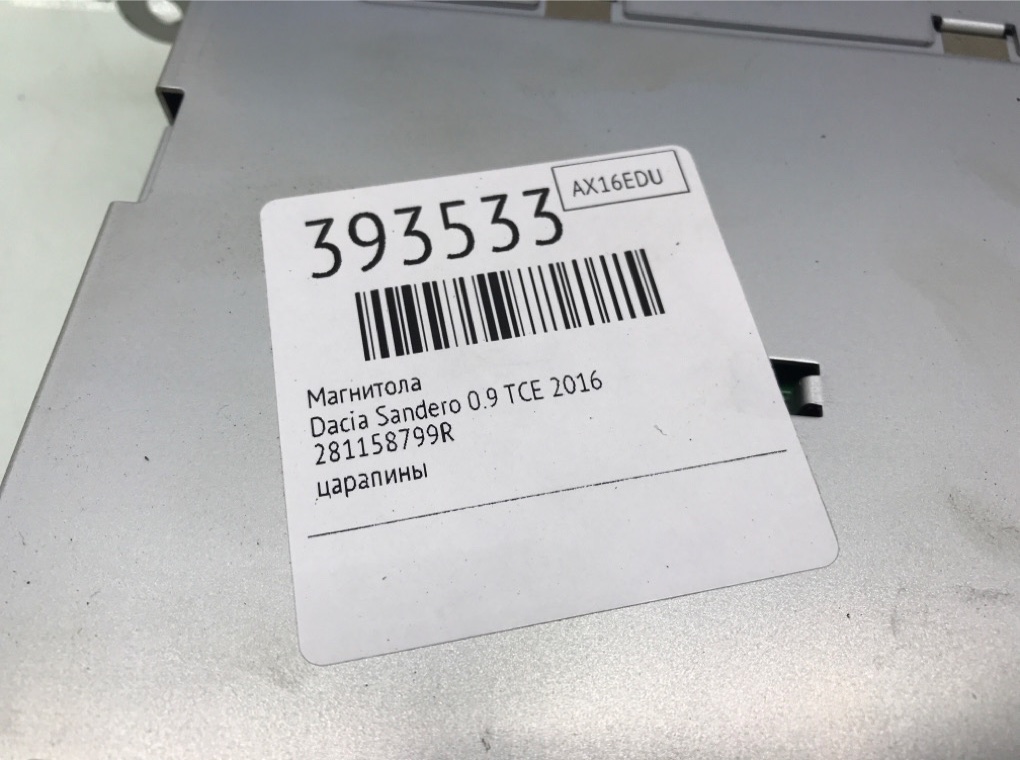 AX16EDU
393533
Магнитола
Dacia Sandero 0.9 TCE 2016
281158799R
царапины